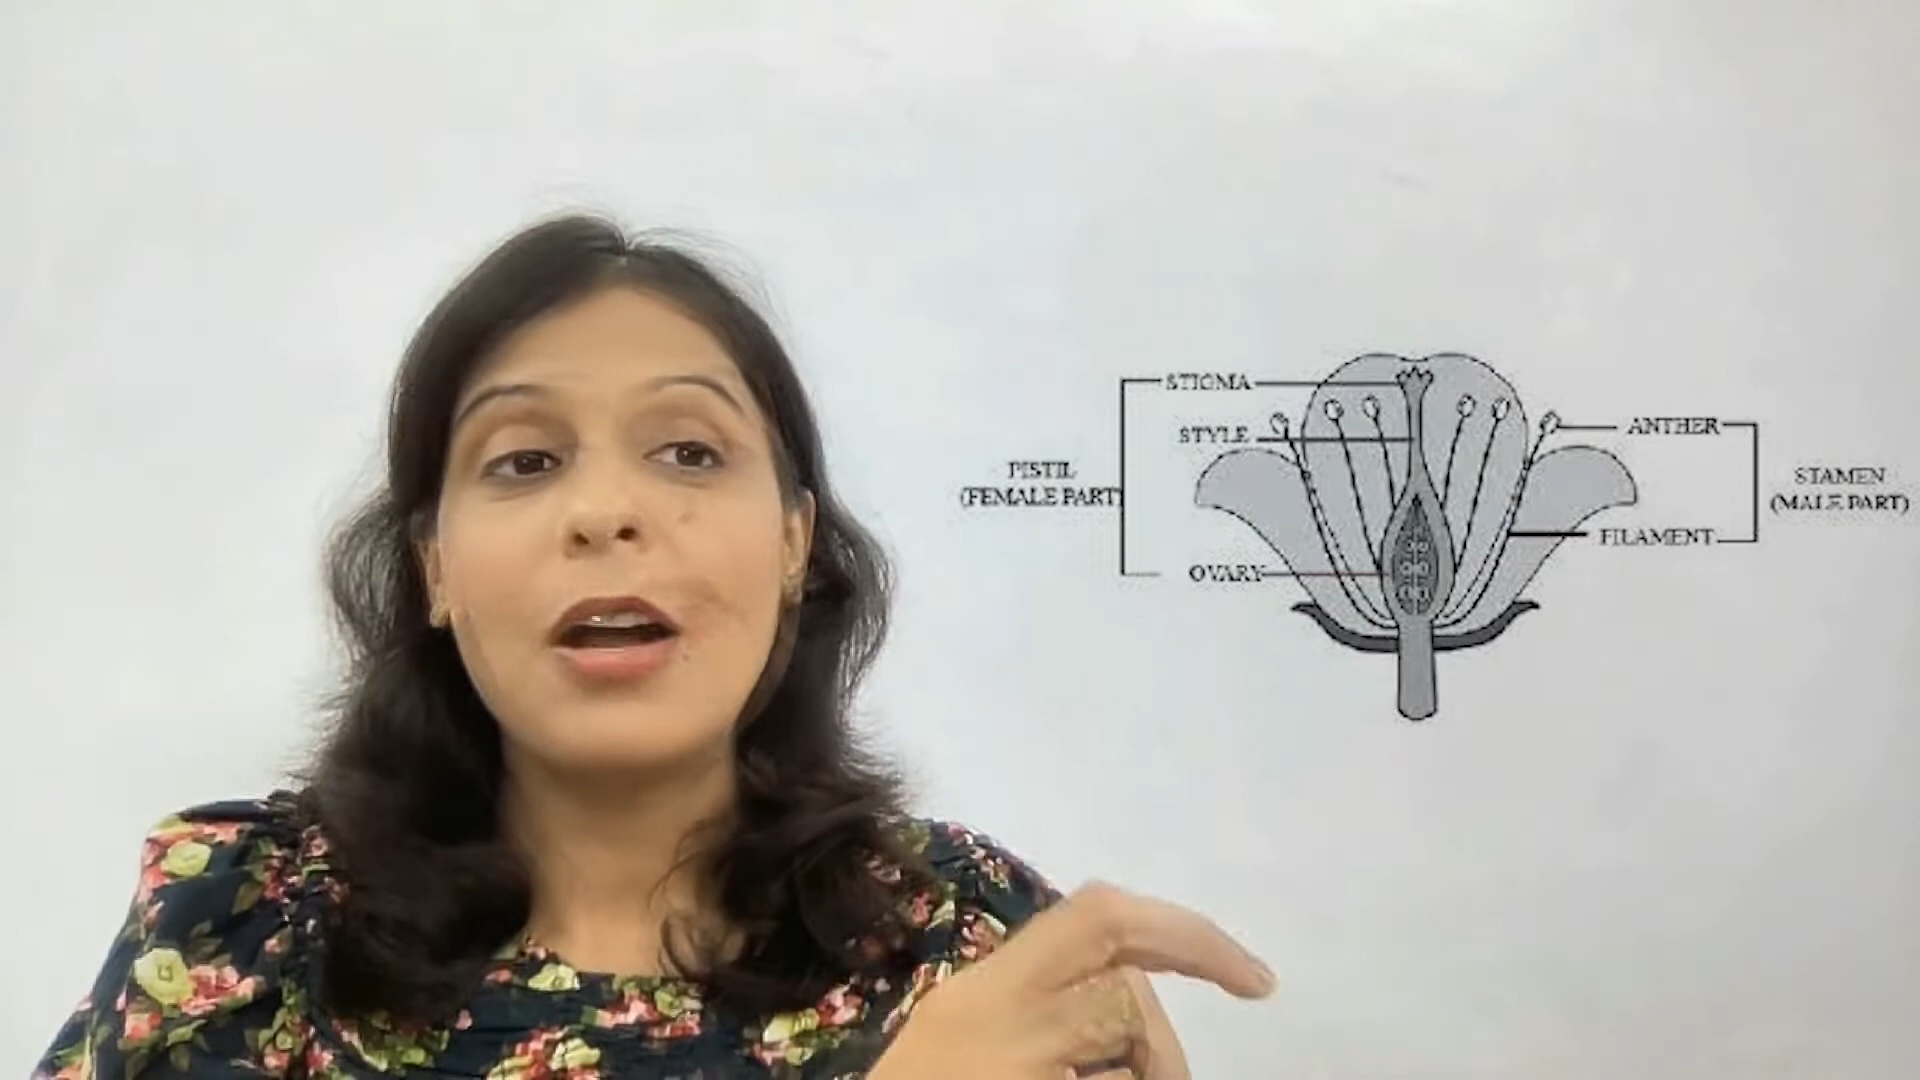 STIGMA
STYLE
PISTIL
(FEMALE PART)
OVARY
ANTHER
STAMEN
(MALE PART)
FILAMENT